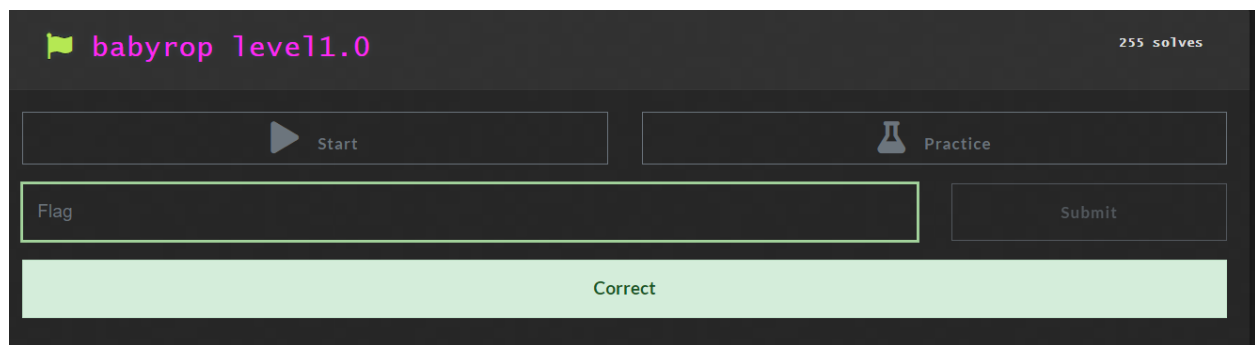 babyrop level1.0
255 solves
Start
Practice
Flag
Submit
Correct